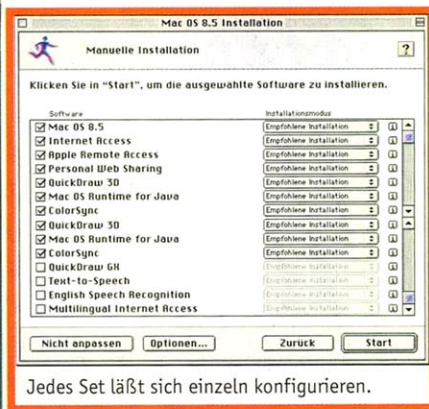 Mac OS 8.5 Installation
Manuelle Installation
?
Klicken Sie in "Start", um die ausgewählte Software zu installieren.
Software Installationsmodus
Mac OS 8.5 Empfohlene Installation
Internet Access Empfohlene Installation
Apple Remote Access Empfohlene Installation
Personal Web Sharing Empfohlene Installation
QuickDraw 3D Empfohlene Installation
Mac OS Runtime for Java Empfohlene Installation
ColorSync Empfohlene Installation
QuickDraw 3D Empfohlene Installation
Mac OS Runtime for Java Empfohlene Installation
ColorSync Empfohlene Installation
QuickDraw GX Empfohlene Installation
Text-to-Speech Empfohlene Installation
English Speech Recognition Empfohlene Installation
Multilingual Internet Access Empfohlene Installation
Nicht anpassen Optionen... Zurück Start
Jedes Set läßt sich einzeln konfigurieren.